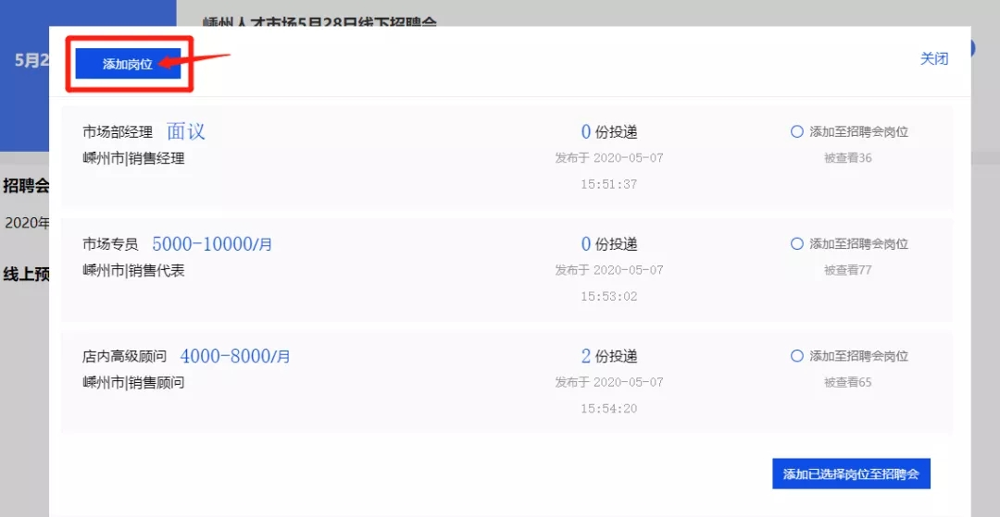 嵊州人才市场5月28日线下招聘会
5月2
添加岗位
关闭
市场部经理 面议
0 份投递
添加至招聘会岗位
嵊州市|销售经理
发布于 2020-05-07
被查看36
15:51:37
招聘会
2020年
市场专员 5000-10000/月
0 份投递
添加至招聘会岗位
嵊州市|销售代表
发布于 2020-05-07
被查看77
线上预
15:53:02
店内高级顾问 4000-8000/月
2 份投递
添加至招聘会岗位
嵊州市|销售顾问
发布于 2020-05-07
被查看65
15:54:20
添加已选择岗位至招聘会